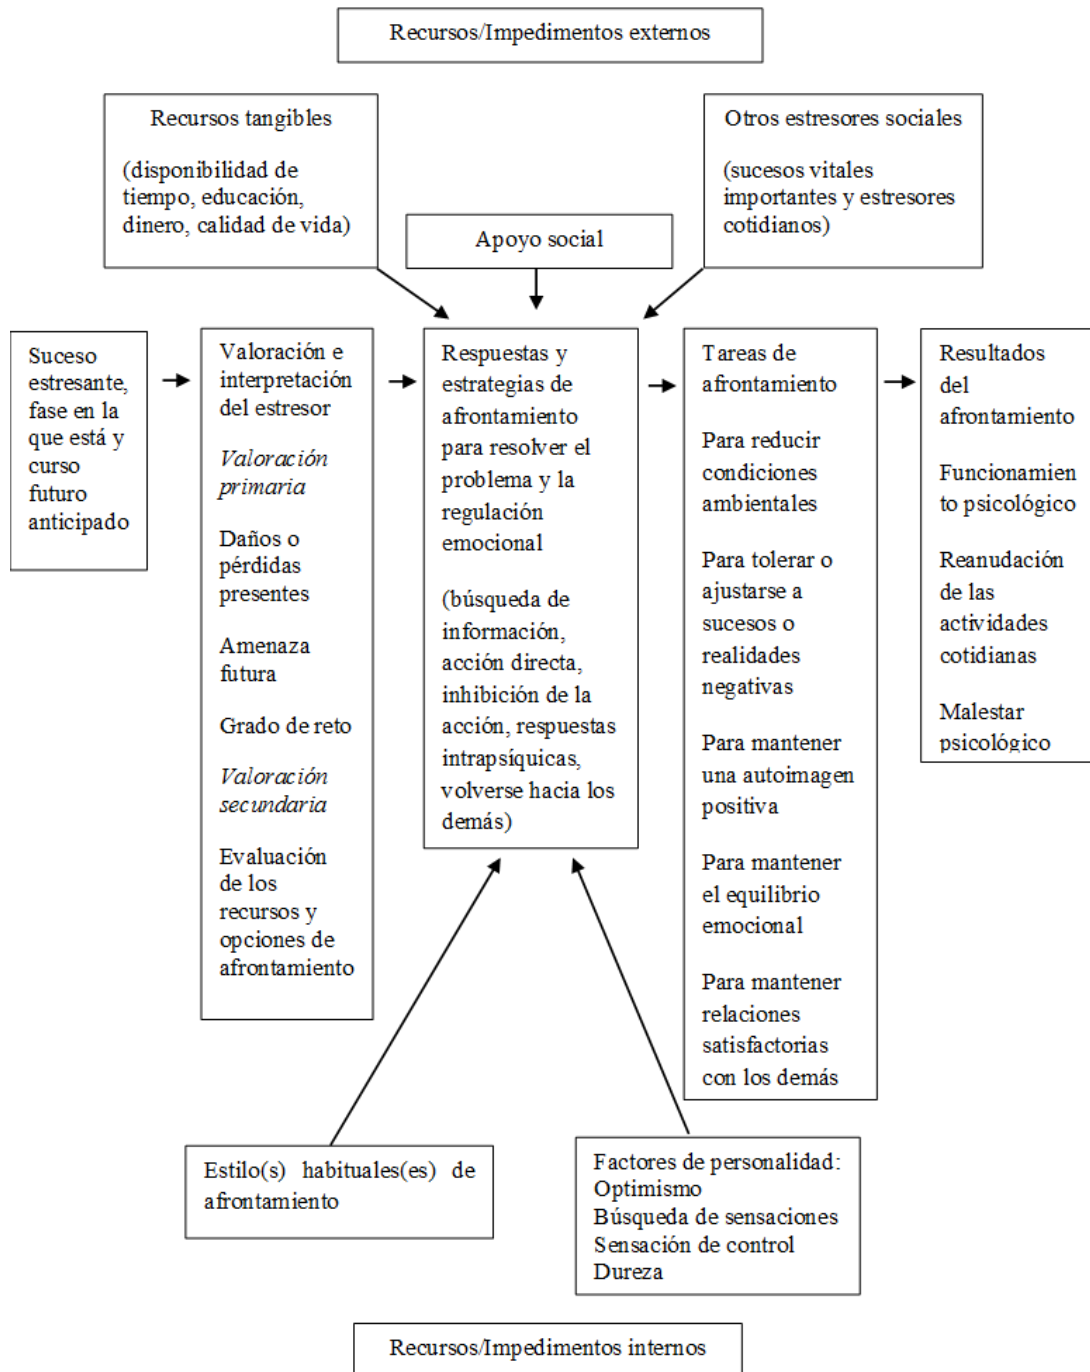 Recursos/Impedimentos externos
Recursos tangibles
(disponibilidad de
tiempo, educación,
dinero, calidad de vida)
Apoyo social
Otros estresores sociales
(sucesos vitales
importantes y estresores
cotidianos)
Suceso
estresante,
fase en la
que está y
curso
futuro
anticipado
Valoración e
interpretación
del estresor
Valoración
primaria
Daños o
pérdidas
presentes
Amenaza
futura
Grado de reto
Valoración
secundaria
Evaluación
de los
recursos y
opciones de
afrontamiento
Respuestas y
estrategias de
afrontamiento
para resolver el
problema y la
regulación
emocional
(búsqueda de
información,
acción directa,
inhibición de la
acción, respuestas
intrapsíquicas,
volverse hacia los
demás)
Tareas de
afrontamiento
Para reducir
condiciones
ambientales
Para tolerar o
ajustarse a
sucesos o
realidades
negativas
Para mantener
una autoimagen
positiva
Para mantener
el equilibrio
emocional
Para mantener
relaciones
satisfactorias
con los demás
Resultados
del
afrontamiento
Funcionamien
to psicológico
Reanudación
de las
actividades
cotidianas
Malestar
psicológico
Estilo(s) habituales(es) de
afrontamiento
Factores de personalidad:
Optimismo
Búsqueda de sensaciones
Sensación de control
Dureza
Recursos/Impedimentos internos